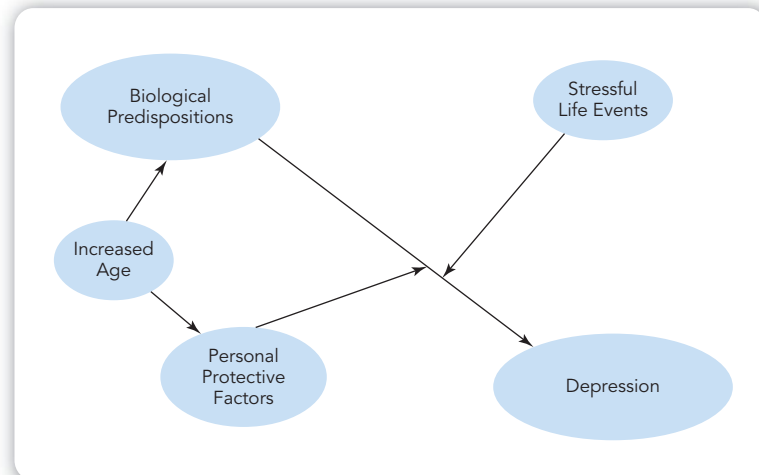 Biological
Predispositions
Stressful
Life Events
Increased
Age
Personal
Protective
Factors
Depression